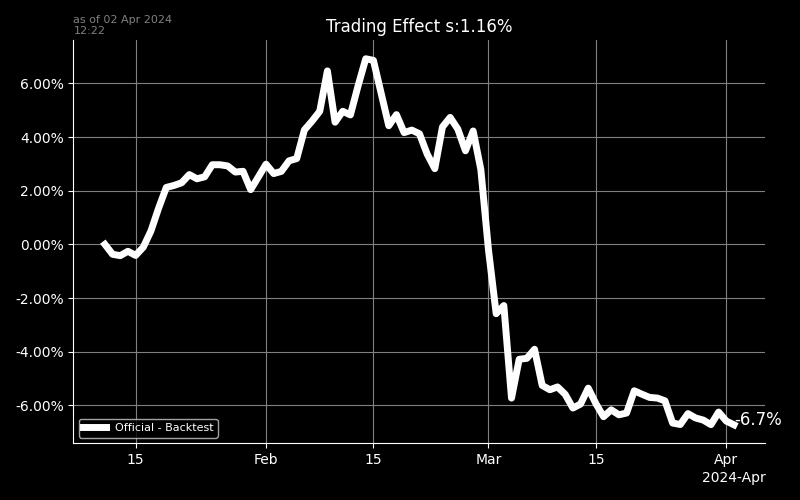 as of 02 Apr 2024
12:22
Trading Effect s:1.16%
6.00%
4.00%
2.00%
0.00%
-2.00%
-4.00%
-6.00%
-6.7%
Official - Backtest
15 Feb 15 Mar 15 Apr
2024-Apr